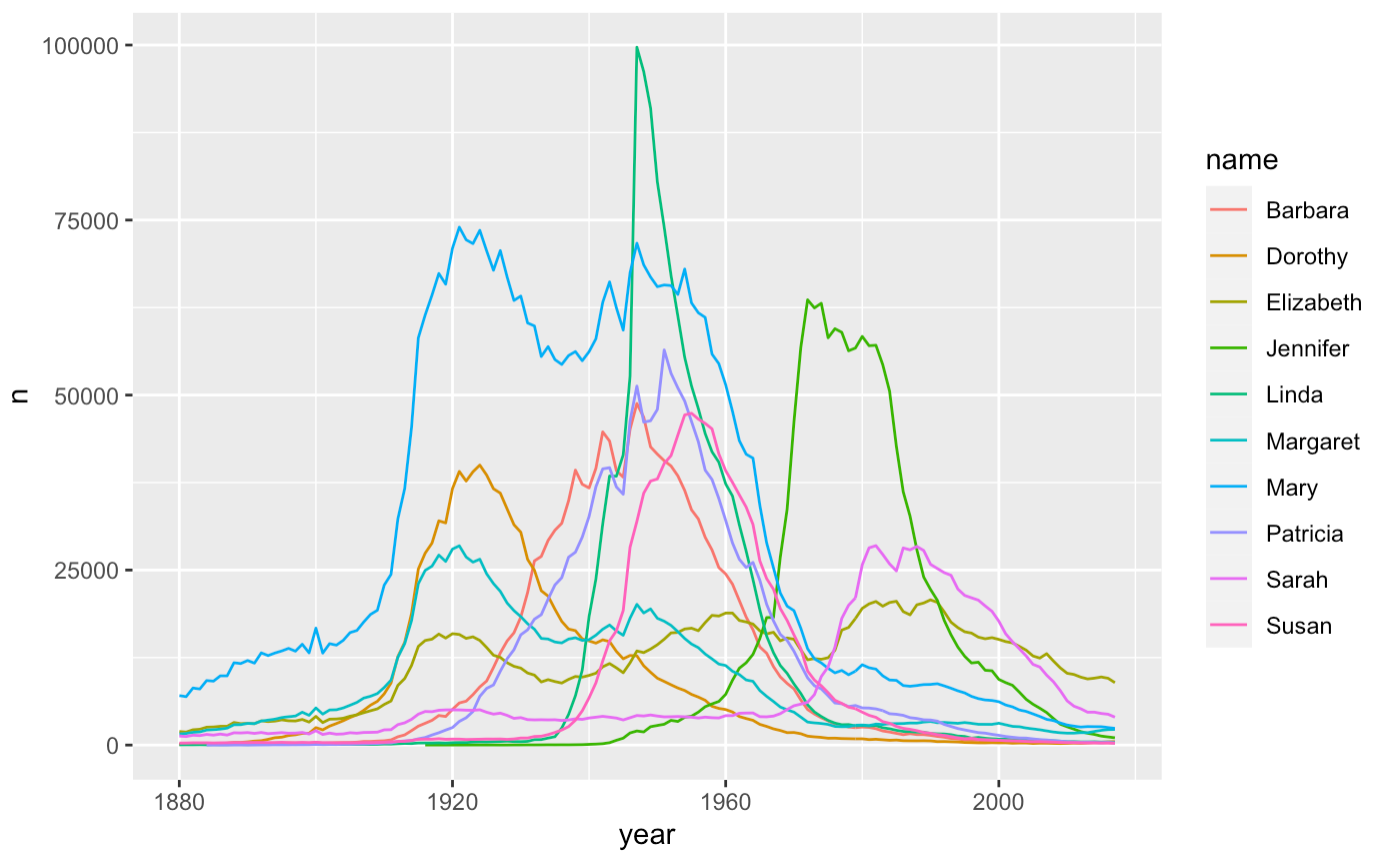 100000
75000
50000
25000
0
n
1880
1920
1960
2000
year
name
Barbara
Dorothy
Elizabeth
Jennifer
Linda
Margaret
Mary
Patricia
Sarah
Susan